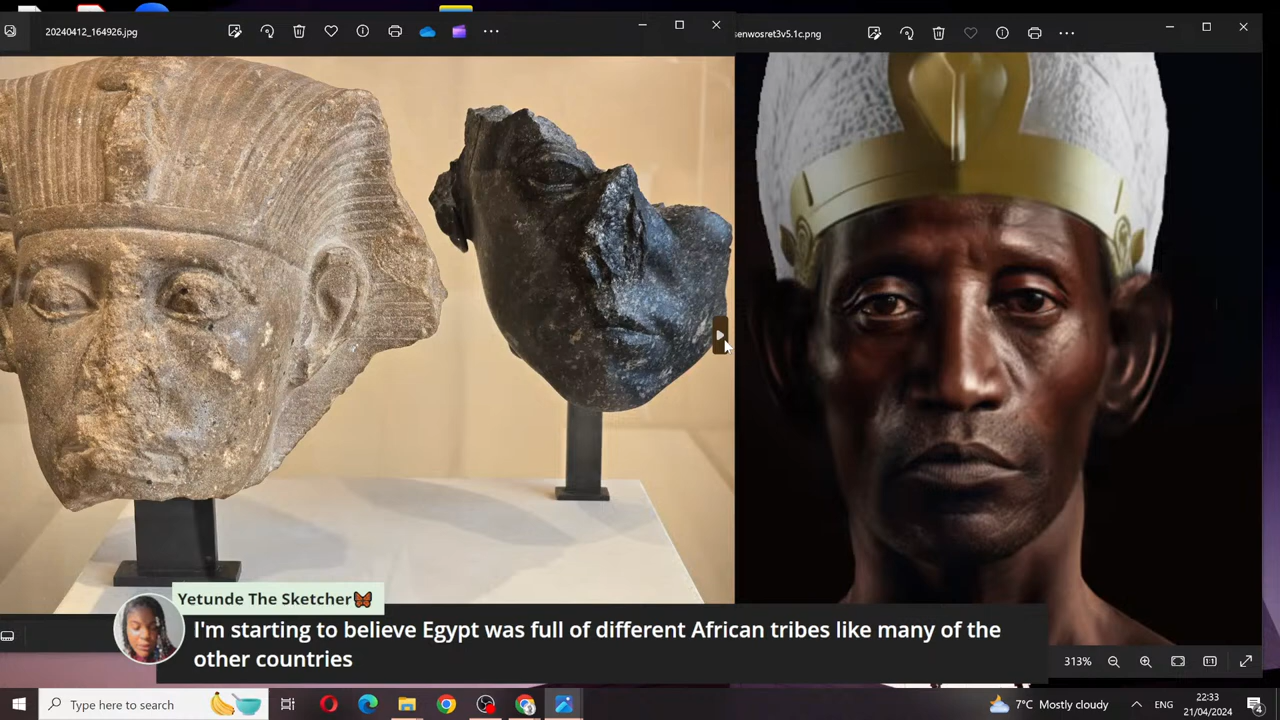 20240412_164926.jpg
senwosret3v5.1c.png
Yetunde The Sketcher🦋
I'm starting to believe Egypt was full of different African tribes like many of the
other countries
313%
Type here to search
7°C Mostly cloudy
ENG
22:33
21/04/2024
4